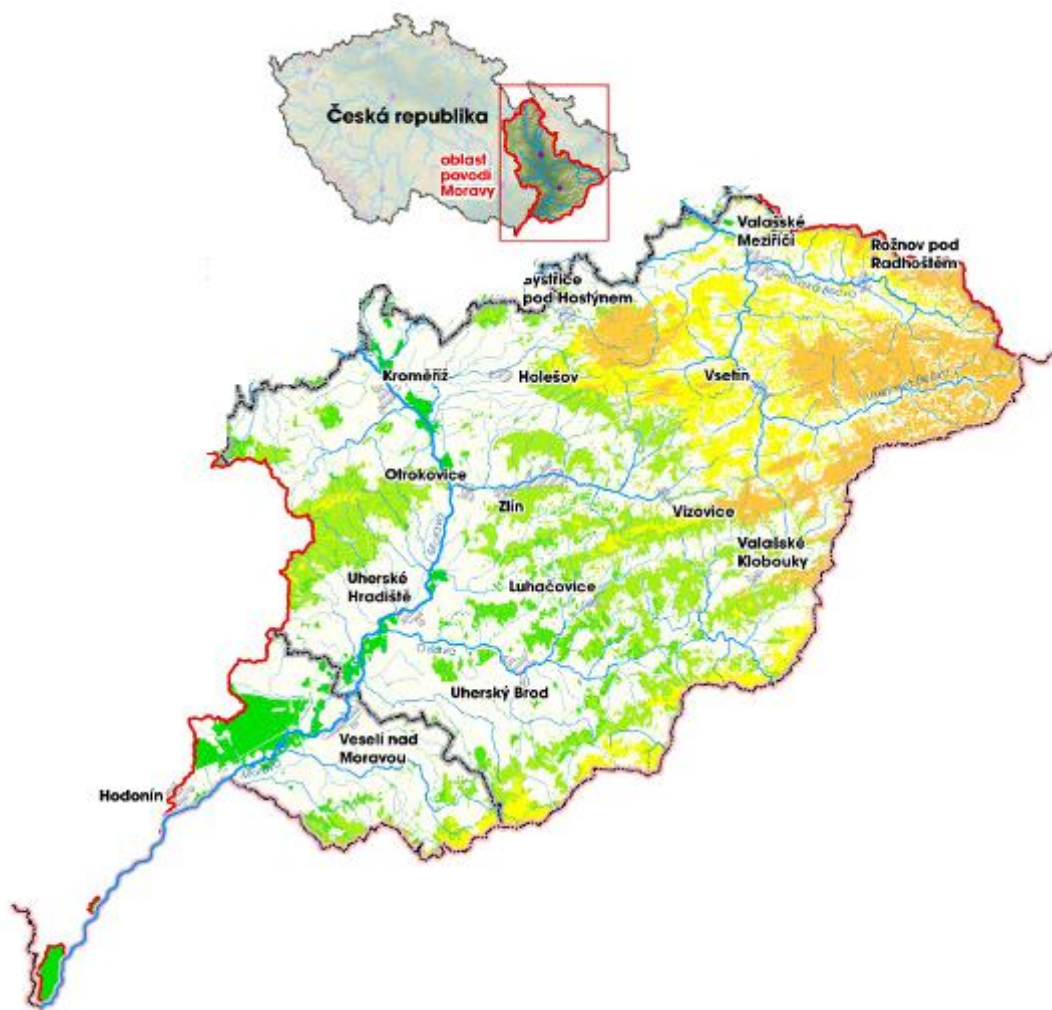 Česká republika
oblast
povodí
Moravy
Valašské
Meziříčí
Rožnov pod
Radhoštěm
pod Hostýnem
Kroměříž
Holešov
Vsetín
Otrokovice
Zlín
Vizovice
Valašské
Klobouky
Uherské
Hradiště
Luhačovice
Uherský Brod
Veselí nad
Moravou
Hodonín